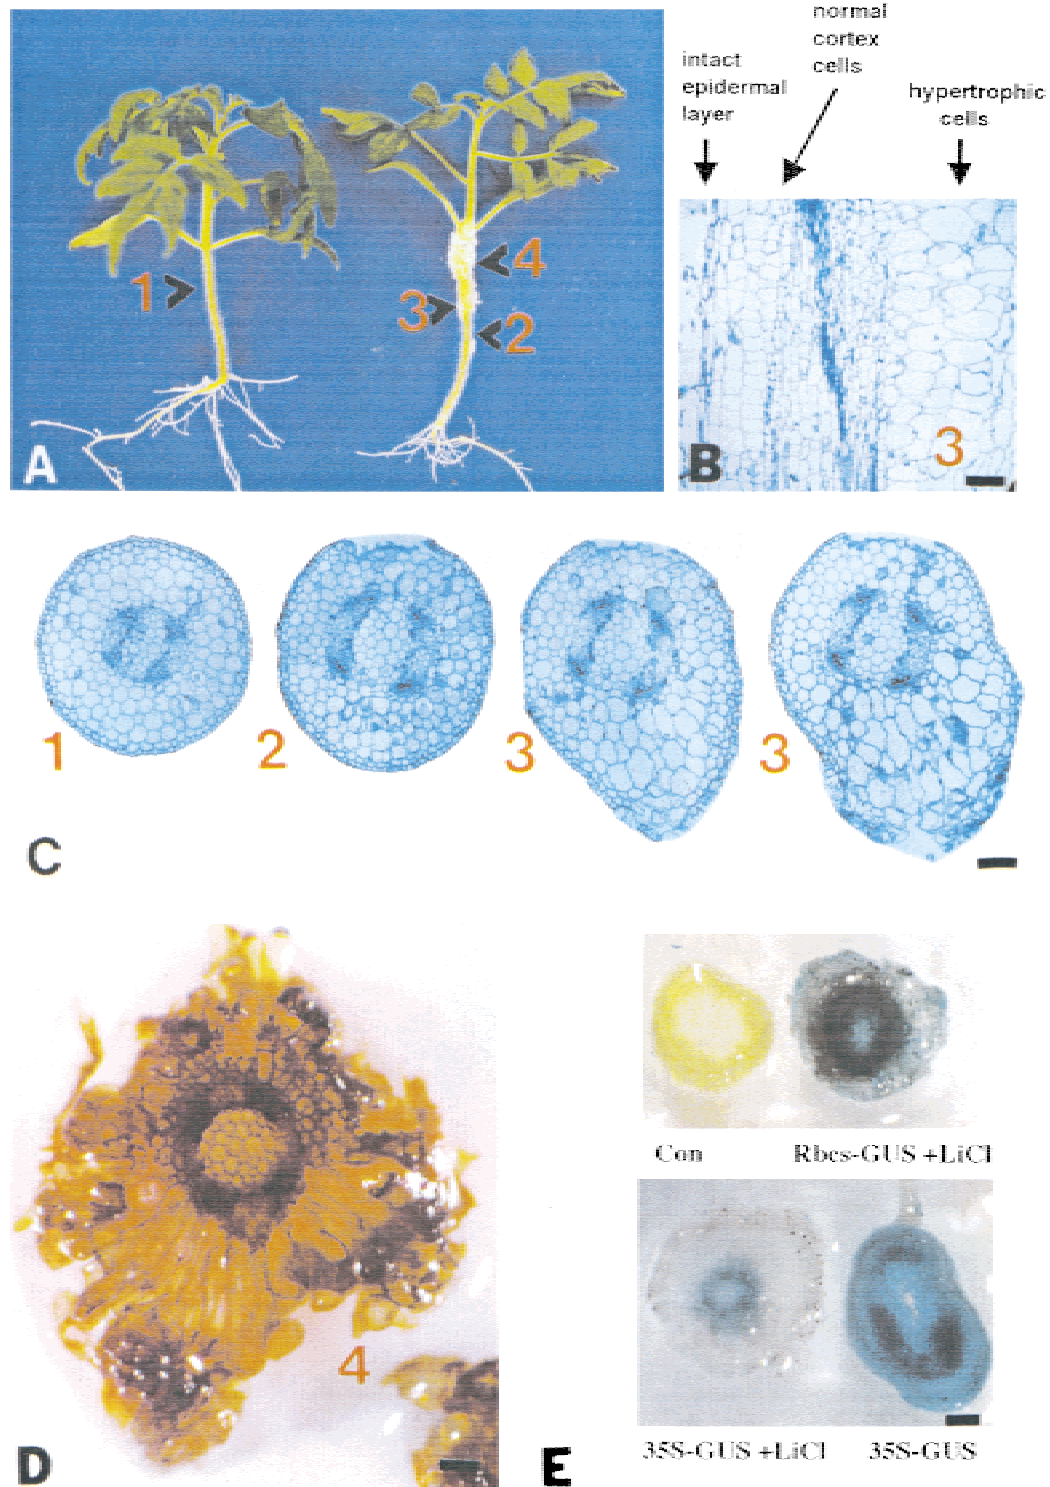 normal
cortex
cells
intact
epidermal
layer
hypertrophic
cells
1
4
3
2
A
B
3
1
2
3
3
C
4
D
Con
Rbcs-GUS +LiCl
35S-GUS +LiCl
35S-GUS
E